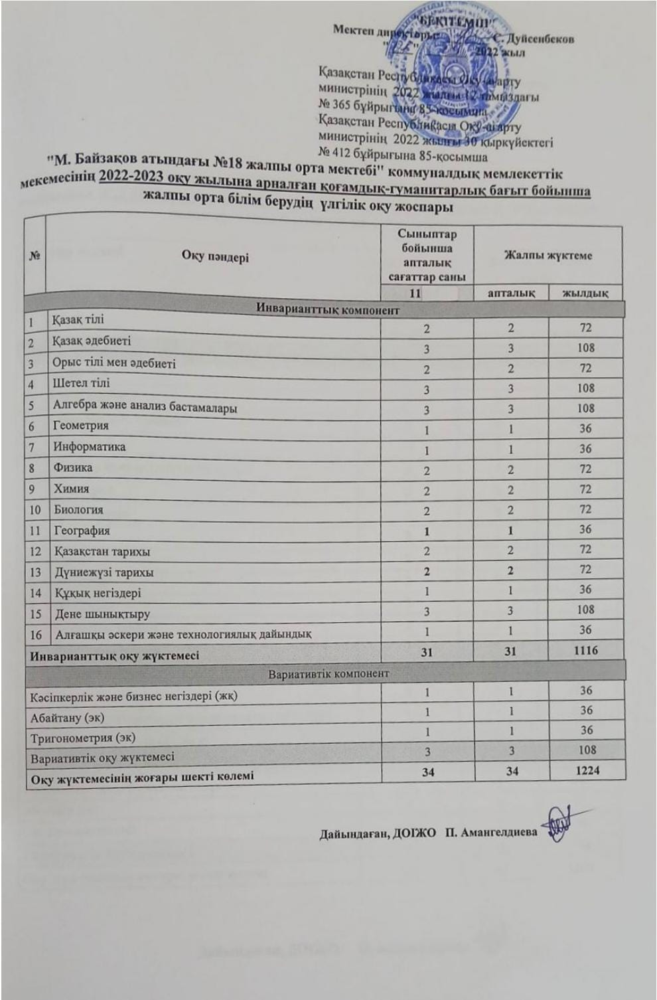 "БЕКІТЕМІН"
Мектеп директоры: С. Дуйсенбеков
2022 жыл
Қазақстан Республикасы Оқу-ағарту
министрінің 2022 жылғы 12 тамыздағы
№ 365 бұйрығына 85-қосымша
Қазақстан Республикасы Оқу-ағарту
министрінің 2022 жылғы 30 қыркүйектегі
№ 412 бұйрығына 85-қосымша
"М. Байзақов атындағы №18 жалпы орта мектебі" коммуналдық мемлекеттік
мекемесінің 2022-2023 оқу жылына арналған қоғамдық-гуманитарлық бағыт бойынша
жалпы орта білім берудің үлгілік оқу жоспары
№ Оқу пәндері Сыныптар бойынша апталық сағаттар саны Жалпы жүктеме
11 апталық жылдық
Инварианттық компонент
1 Қазақ тілі 2 2 72
2 Қазақ әдебиеті 3 3 108
3 Орыс тілі мен әдебиеті 2 2 72
4 Шетел тілі 3 3 108
5 Алгебра және анализ бастамалары 3 3 108
6 Геометрия 1 1 36
7 Информатика 1 1 36
8 Физика 2 2 72
9 Химия 2 2 72
10 Биология 2 2 72
11 География 1 1 36
12 Қазақстан тарихы 2 2 72
13 Дүниежүзі тарихы 2 2 72
14 Құқық негіздері 1 1 36
15 Дене шынықтыру 3 3 108
16 Алғашқы әскери және технологиялық дайындық 1 1 36
Инварианттық оқу жүктемесі 31 31 1116
Вариативтік компонент
Кәсіпкерлік және бизнес негіздері (жқ) 1 1 36
Абайтану (эк) 1 1 36
Тригонометрия (эк) 1 1 36
Вариативтік оқу жүктемесі 3 3 108
Оқу жүктемесінің жоғары шекті көлемі 34 34 1224
Дайындаған, ДОІЖО П. Амангелдиева